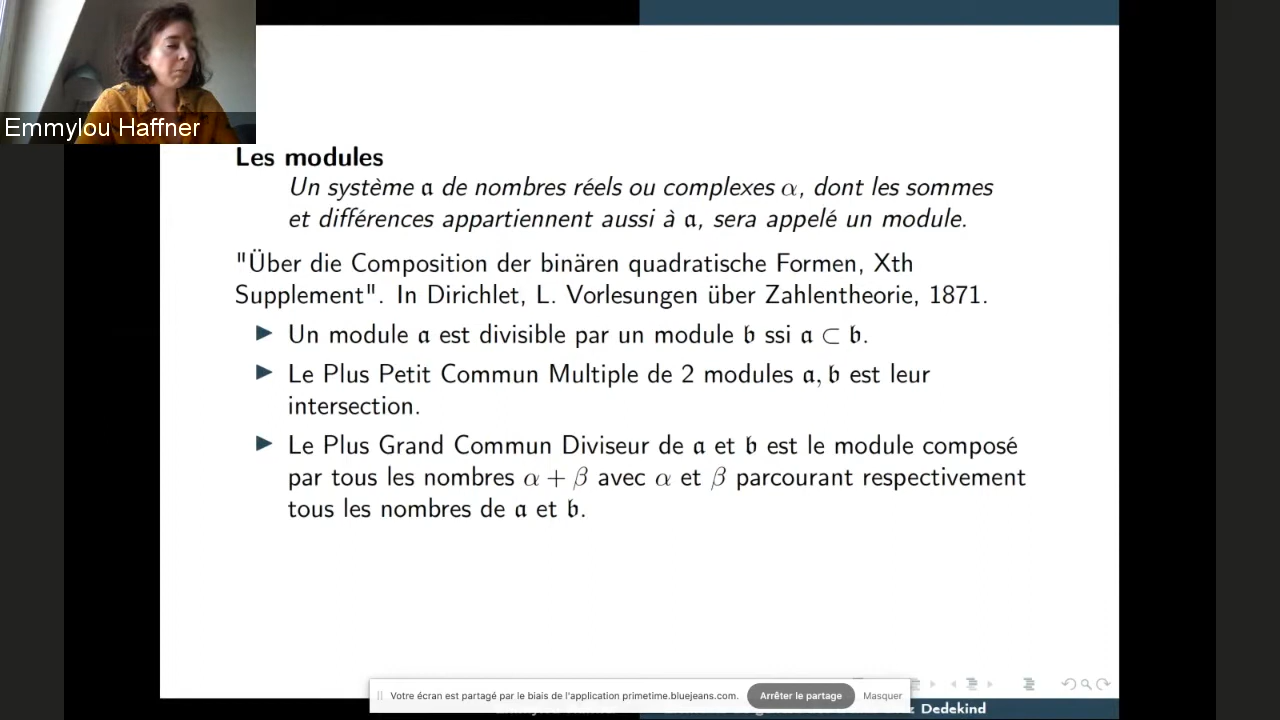 Emmylou Haffner
Les modules
Un système 𝔞 de nombres réels ou complexes α, dont les sommes
et différences appartiennent aussi à 𝔞, sera appelé un module.
"Über die Composition der binären quadratische Formen, Xth
Supplement". In Dirichlet, L. Vorlesungen über Zahlentheorie, 1871.
▶ Un module 𝔞 est divisible par un module 𝔟 ssi 𝔞 ⊂ 𝔟.
▶ Le Plus Petit Commun Multiple de 2 modules 𝔞, 𝔟 est leur
intersection.
▶ Le Plus Grand Commun Diviseur de 𝔞 et 𝔟 est le module composé
par tous les nombres α + β avec α et β parcourant respectivement
tous les nombres de 𝔞 et 𝔟.
Votre écran est partagé par le biais de l'application primetime.bluejeans.com. Arrêter le partage Masquer
Dedekind